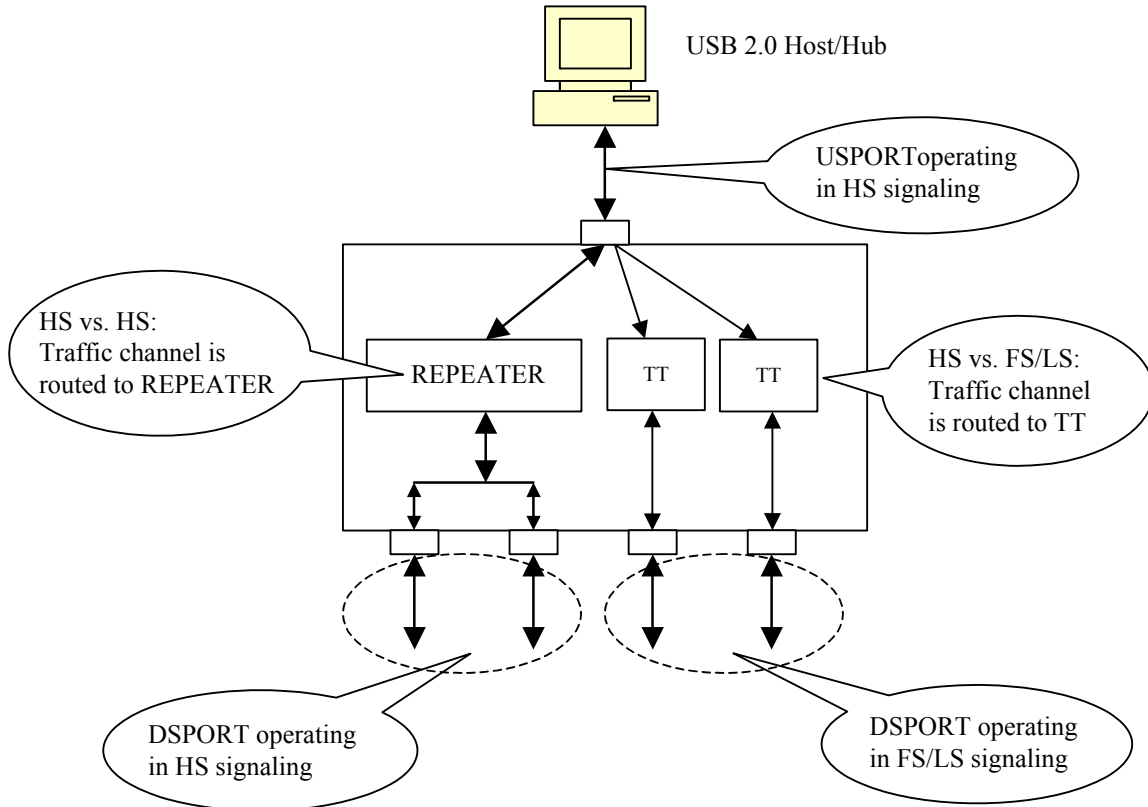 USB 2.0 Host/Hub
USPORToperating
in HS signaling
HS vs. HS:
Traffic channel is
routed to REPEATER
REPEATER
TT
TT
HS vs. FS/LS:
Traffic channel
is routed to TT
DSPORT operating
in HS signaling
DSPORT operating
in FS/LS signaling